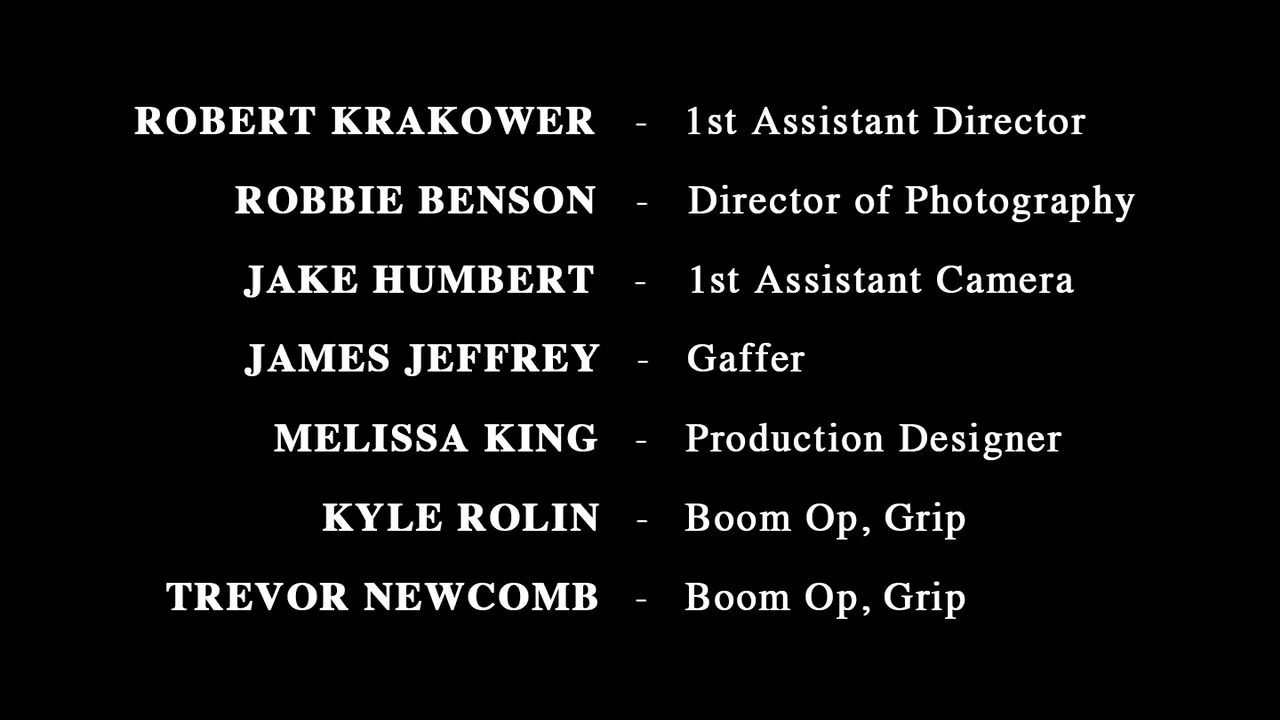 ROBERT KRAKOWER - 1st Assistant Director
ROBBIE BENSON - Director of Photography
JAKE HUMBERT - 1st Assistant Camera
JAMES JEFFREY - Gaffer
MELISSA KING - Production Designer
KYLE ROLIN - Boom Op, Grip
TREVOR NEWCOMB - Boom Op, Grip